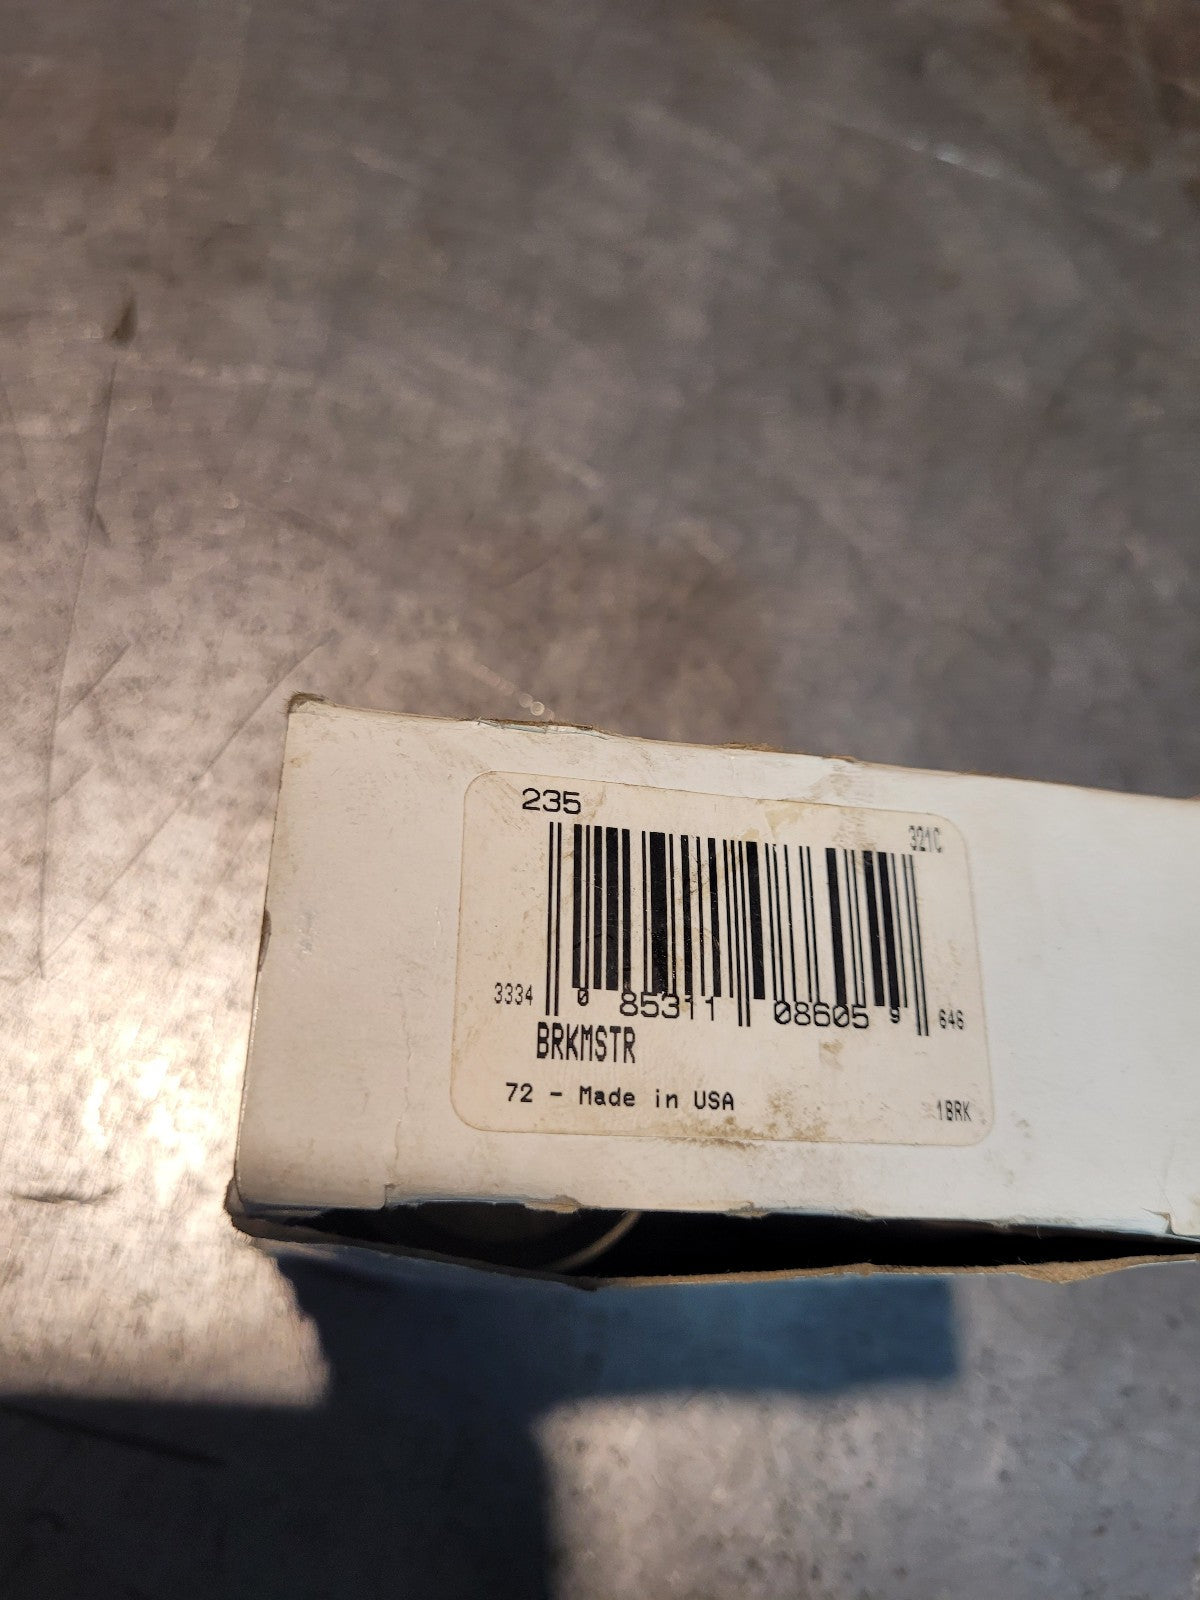 235
321C
3334 0 85311 08605 9 646
BRKMSTR
72 - Made in USA
1BRK